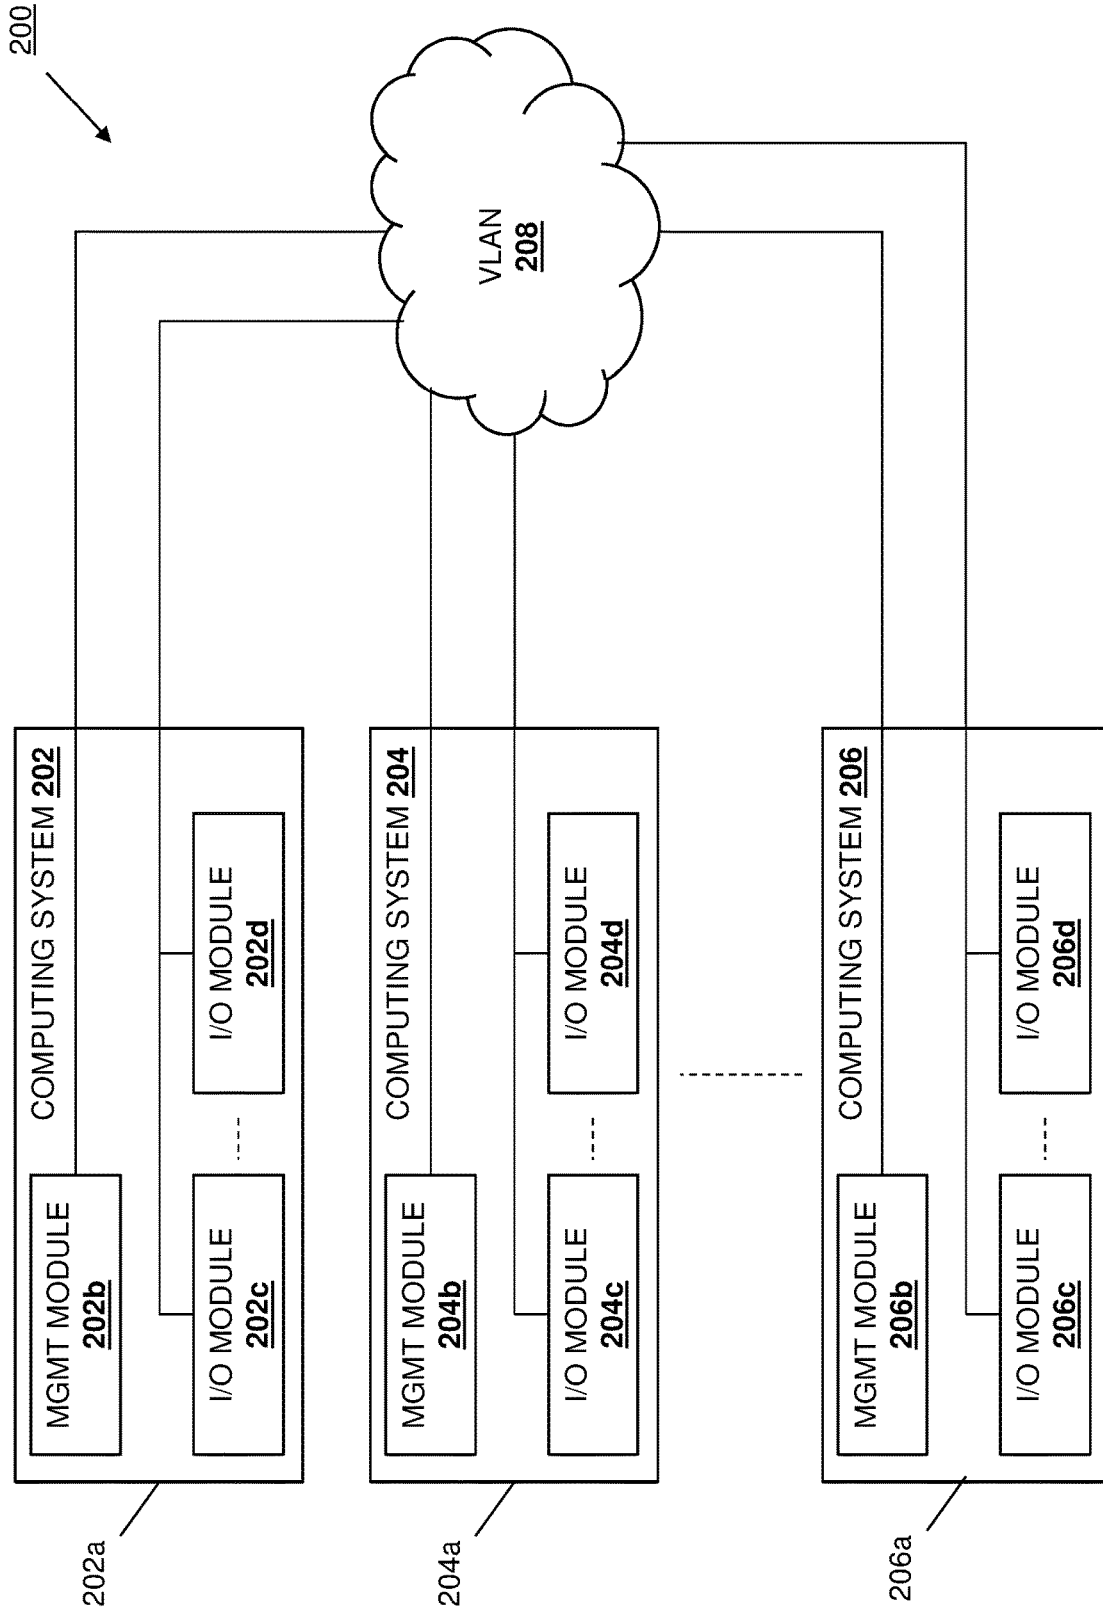 200
COMPUTING SYSTEM 202
MGMT MODULE
202b
I/O MODULE
202c
I/O MODULE
202d
202a
COMPUTING SYSTEM 204
MGMT MODULE
204b
I/O MODULE
204c
I/O MODULE
204d
204a
VLAN
208
COMPUTING SYSTEM 206
MGMT MODULE
206b
I/O MODULE
206c
I/O MODULE
206d
206a